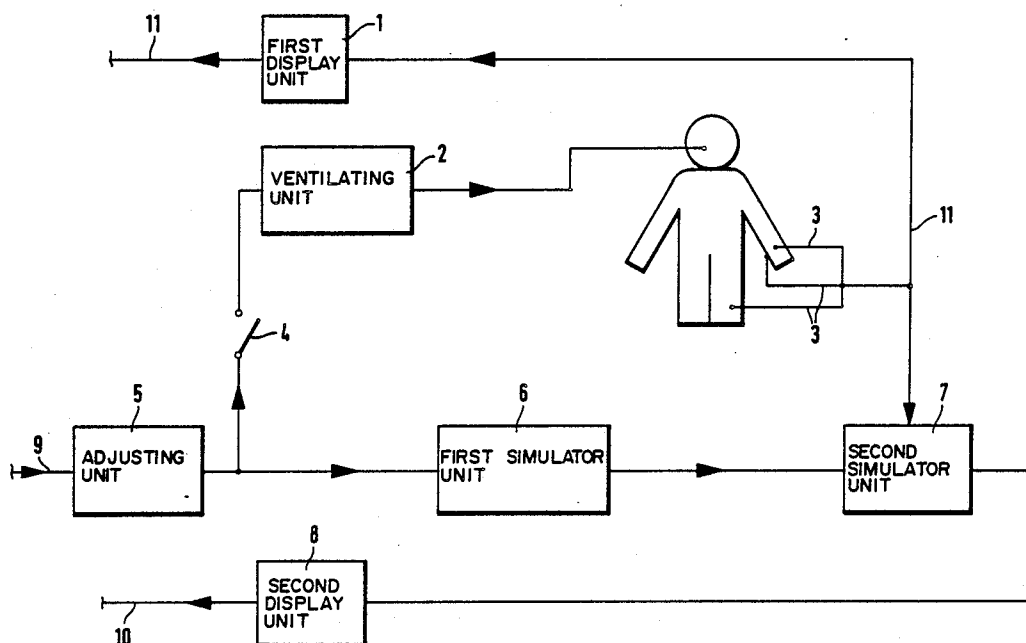 11
1
FIRST
DISPLAY
UNIT
2
VENTILATING
UNIT
3
11
3
4
5
6
7
9
ADJUSTING
UNIT
FIRST SIMULATOR
UNIT
SECOND
SIMULATOR
UNIT
8
SECOND
DISPLAY
UNIT
10